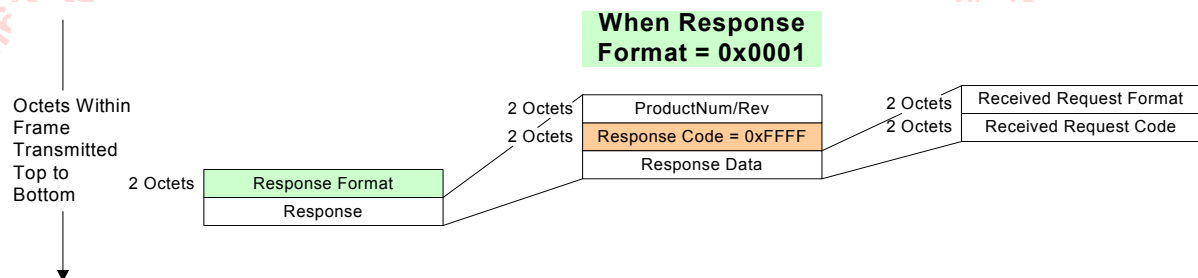 When Response
Format = 0x0001
Octets Within
Frame
Transmitted
Top to
Bottom
2 Octets
Response Format
Response
2 Octets
ProductNum/Rev
2 Octets
Response Code = 0xFFFF
Response Data
2 Octets
Received Request Format
2 Octets
Received Request Code